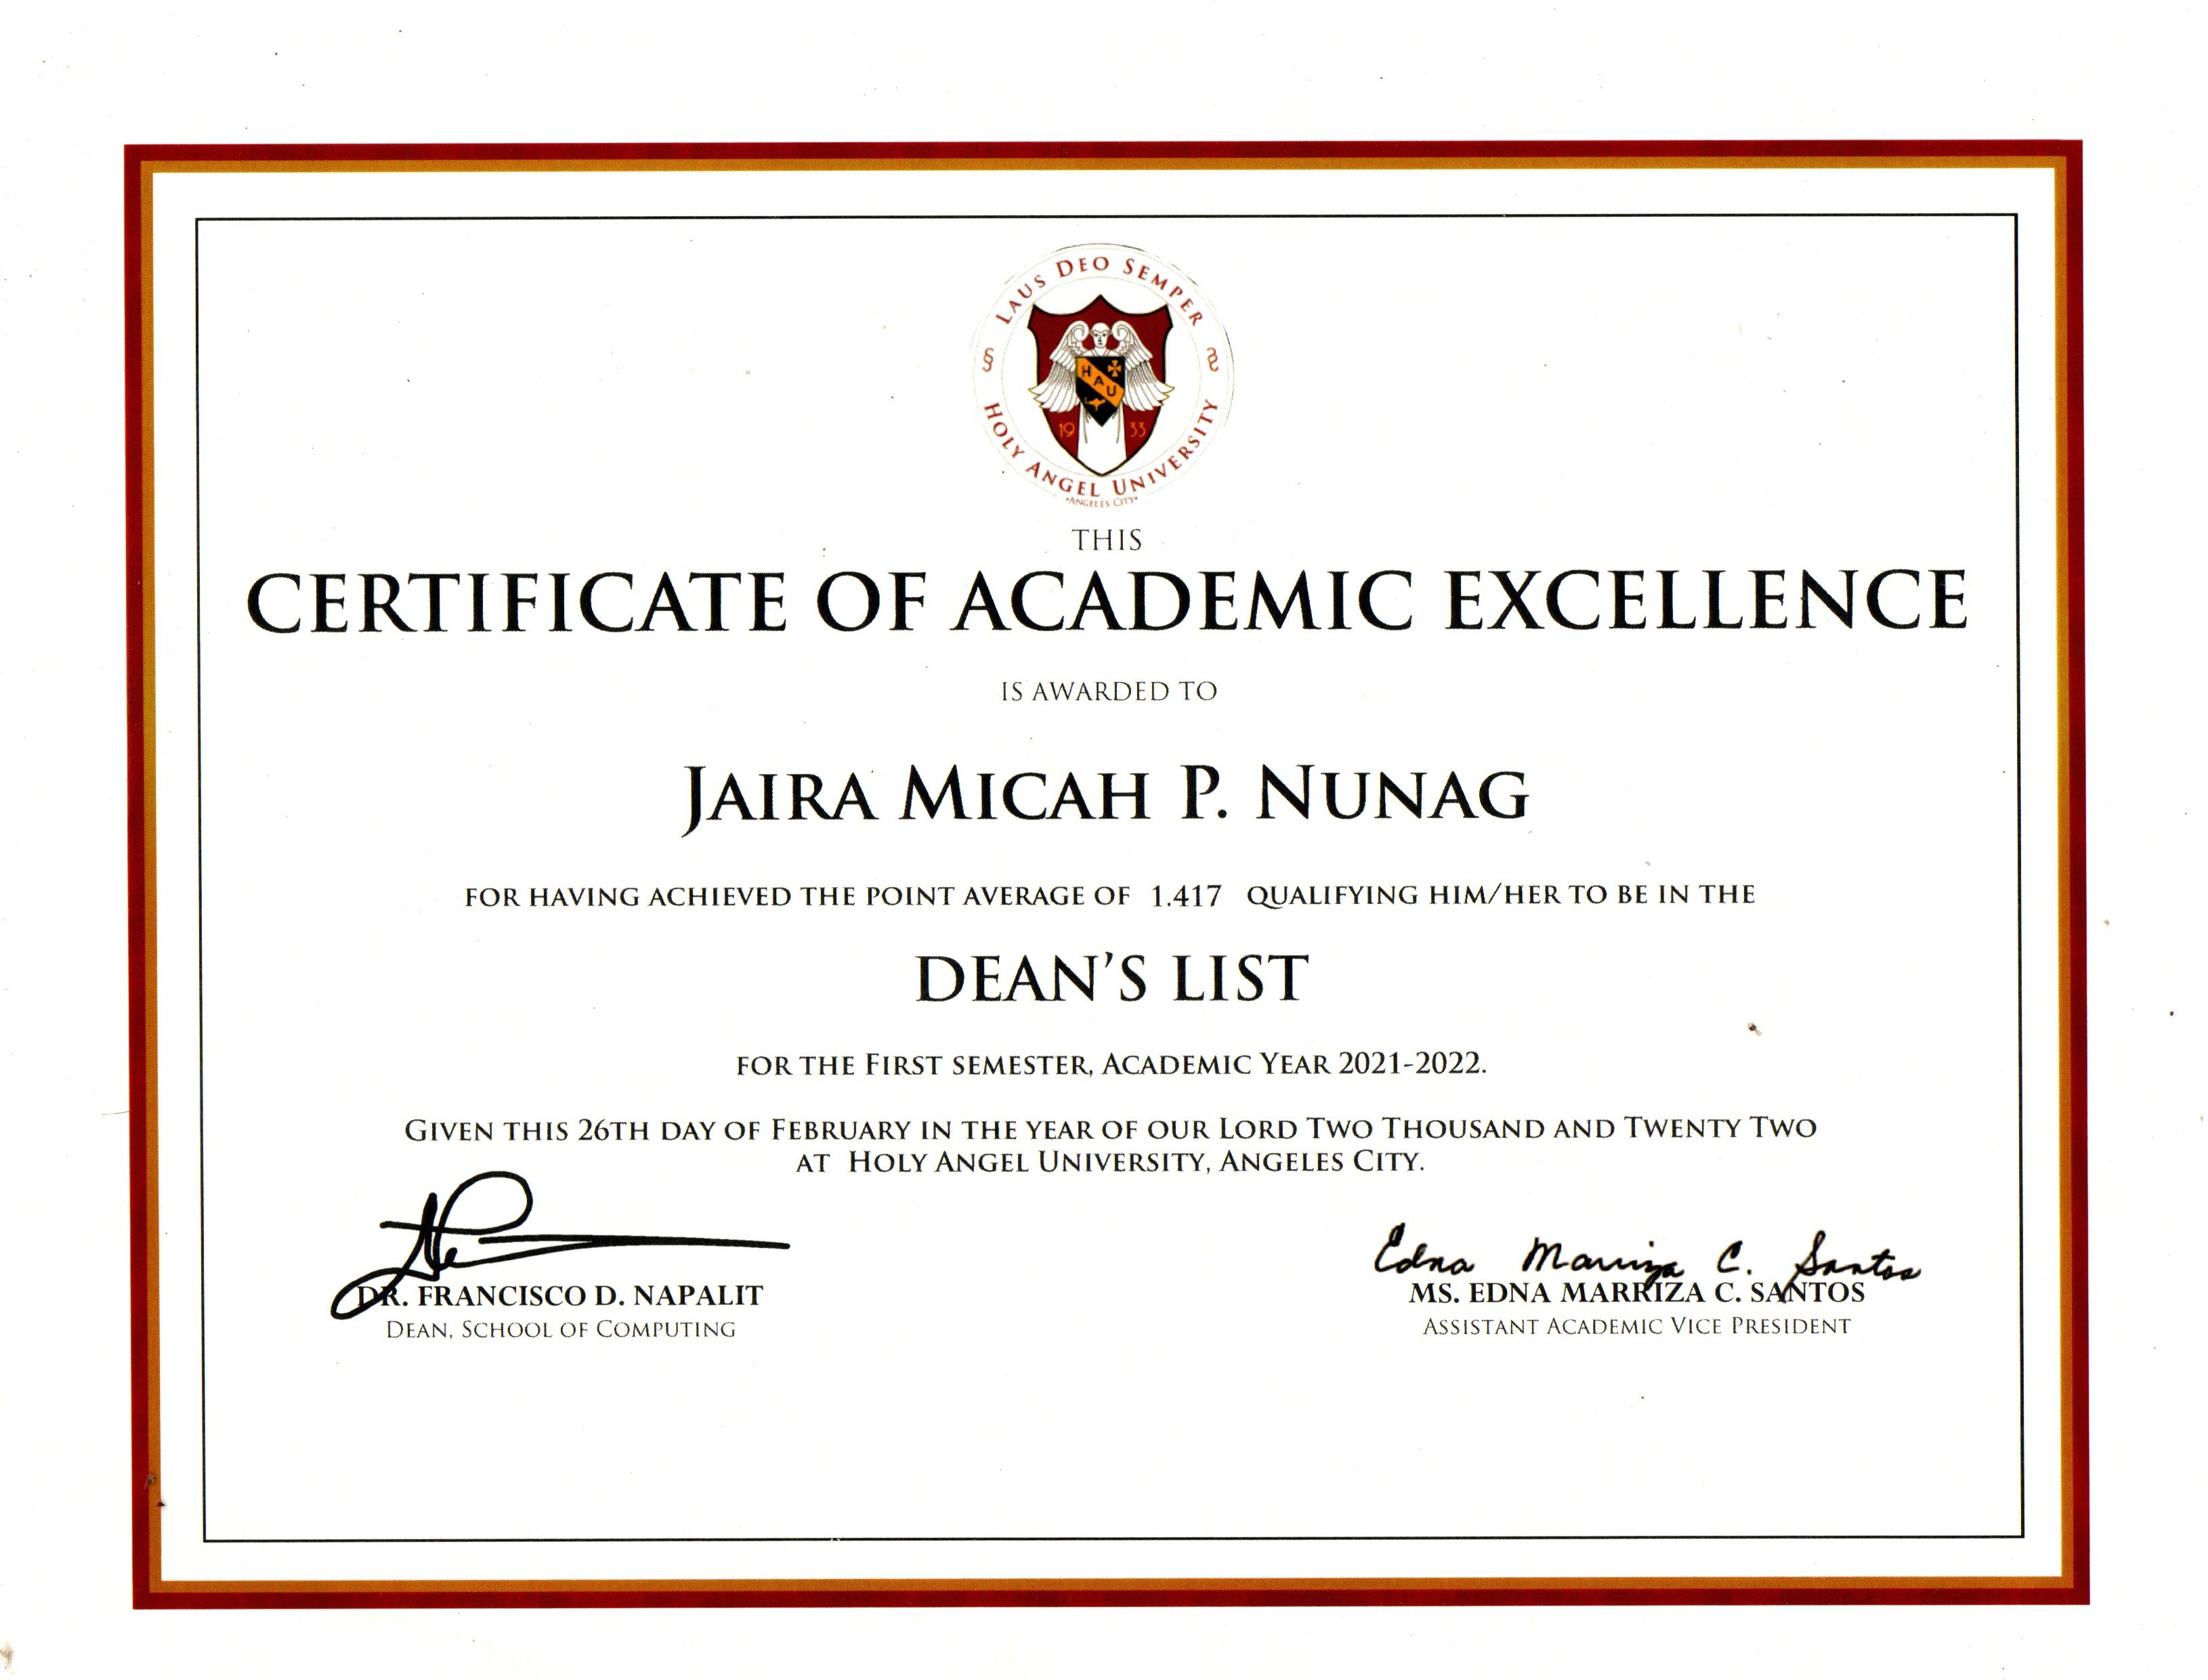 LAUS DEO SEMPER
HAU
19 33
HOLY ANGEL UNIVERSITY
•ANGELES CITY•
THIS
CERTIFICATE OF ACADEMIC EXCELLENCE
IS AWARDED TO
JAIRA MICAH P. NUNAG
FOR HAVING ACHIEVED THE POINT AVERAGE OF 1.417 QUALIFYING HIM/HER TO BE IN THE
DEAN'S LIST
FOR THE FIRST SEMESTER, ACADEMIC YEAR 2021-2022.
GIVEN THIS 26TH DAY OF FEBRUARY IN THE YEAR OF OUR LORD TWO THOUSAND AND TWENTY TWO
AT HOLY ANGEL UNIVERSITY, ANGELES CITY.
Edna Marriza C. Santos
DR. FRANCISCO D. NAPALIT
DEAN, SCHOOL OF COMPUTING
MS. EDNA MARRIZA C. SANTOS
ASSISTANT ACADEMIC VICE PRESIDENT